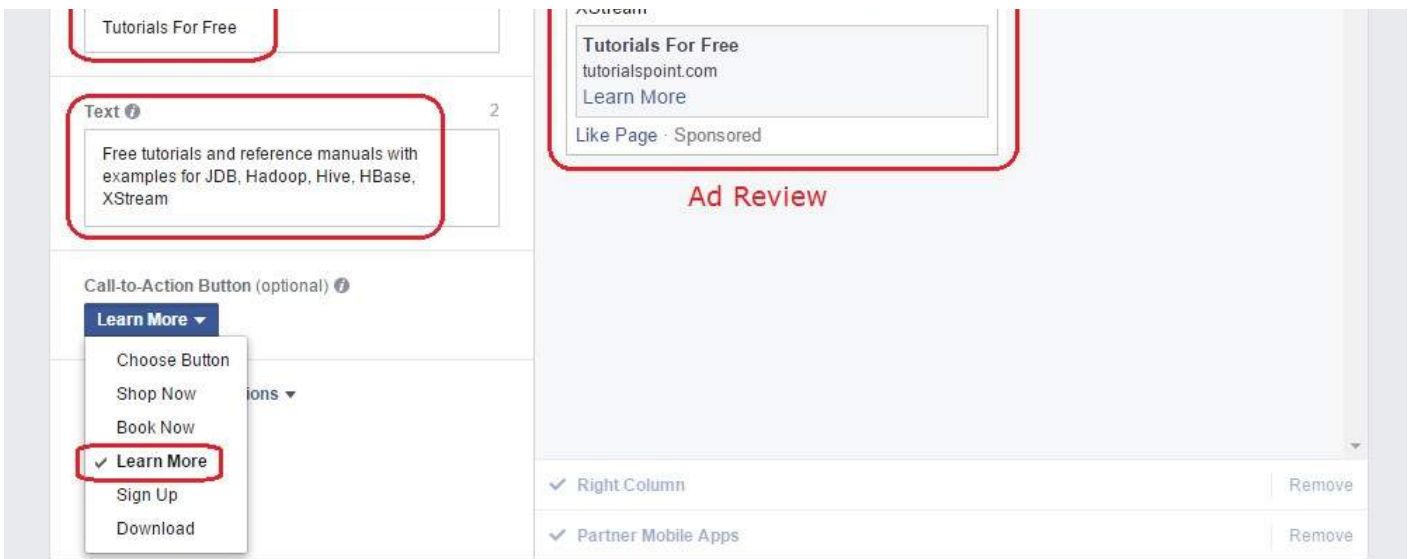 Tutorials For Free
Text
2
Free tutorials and reference manuals with
examples for JDB, Hadoop, Hive, HBase,
XStream
Call-to-Action Button (optional)
Learn More
Choose Button
Shop Now
ions
Book Now
Learn More
Sign Up
Download
XStream
Tutorials For Free
tutorialspoint.com
Learn More
Like Page · Sponsored
Ad Review
Right Column
Remove
Partner Mobile Apps
Remove